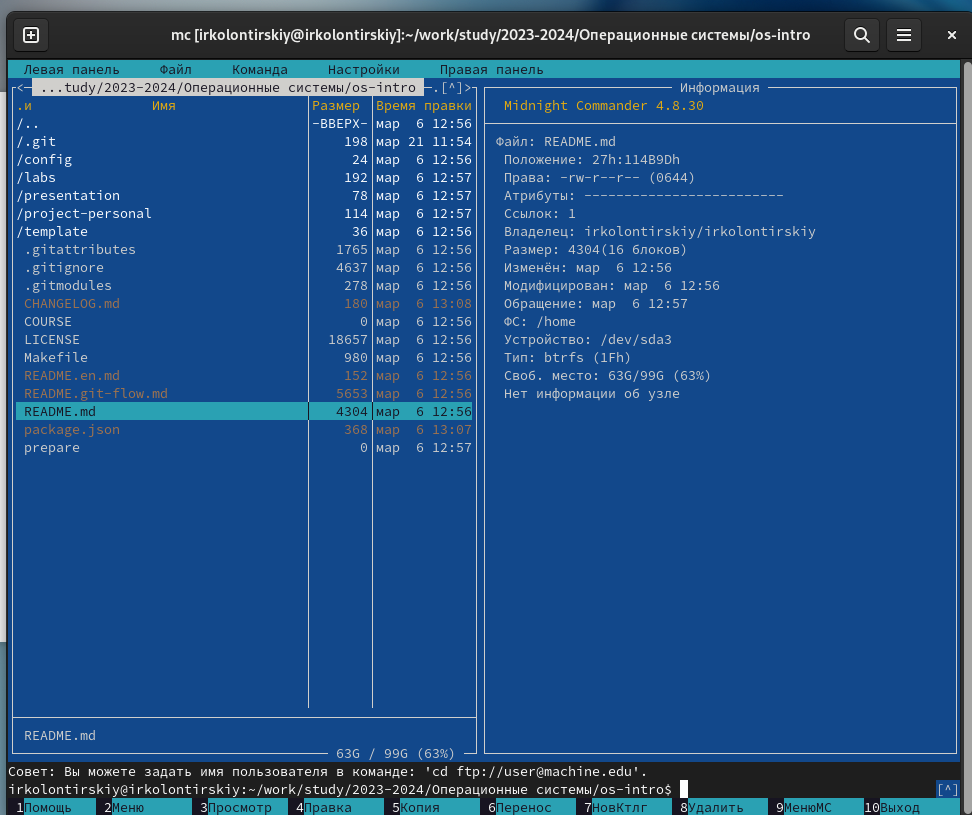 mc [irkolontirskiy@irkolontirskiy]:~/work/study/2023-2024/Операционные системы/os-intro
Левая панель Файл Команда Настройки Правая панель
<─ ...tudy/2023-2024/Операционные системы/os-intro ─.[^]>
.и Имя Размер Время правки
/.. -ВВЕРХ- мар 6 12:56
/.git 198 мар 21 11:54
/config 24 мар 6 12:56
/labs 192 мар 6 12:57
/presentation 78 мар 6 12:57
/project-personal 114 мар 6 12:57
/template 36 мар 6 12:56
.gitattributes 1765 мар 6 12:56
.gitignore 4637 мар 6 12:56
.gitmodules 278 мар 6 12:56
CHANGELOG.md 180 мар 6 13:08
COURSE 0 мар 6 12:56
LICENSE 18657 мар 6 12:56
Makefile 980 мар 6 12:56
README.en.md 152 мар 6 12:56
README.git-flow.md 5653 мар 6 12:56
README.md 4304 мар 6 12:56
package.json 368 мар 6 13:07
prepare 0 мар 6 12:57
README.md
63G / 99G (63%)
Информация
Midnight Commander 4.8.30
Файл: README.md
Положение: 27h:114B9Dh
Права: -rw-r--r-- (0644)
Атрибуты: -------------------------
Ссылок: 1
Владелец: irkolontirskiy/irkolontirskiy
Размер: 4304(16 блоков)
Изменён: мар 6 12:56
Модифицирован: мар 6 12:56
Обращение: мар 6 12:57
ФС: /home
Устройство: /dev/sda3
Тип: btrfs (1Fh)
Своб. место: 63G/99G (63%)
Нет информации об узле
Совет: Вы можете задать имя пользователя в команде: 'cd ftp://user@machine.edu'.
irkolontirskiy@irkolontirskiy:~/work/study/2023-2024/Операционные системы/os-intro$ [^]
1Помощь 2Меню 3Просмотр 4Правка 5Копия 6Перенос 7НовКтлг 8Удалить 9МенюМС 10Выход